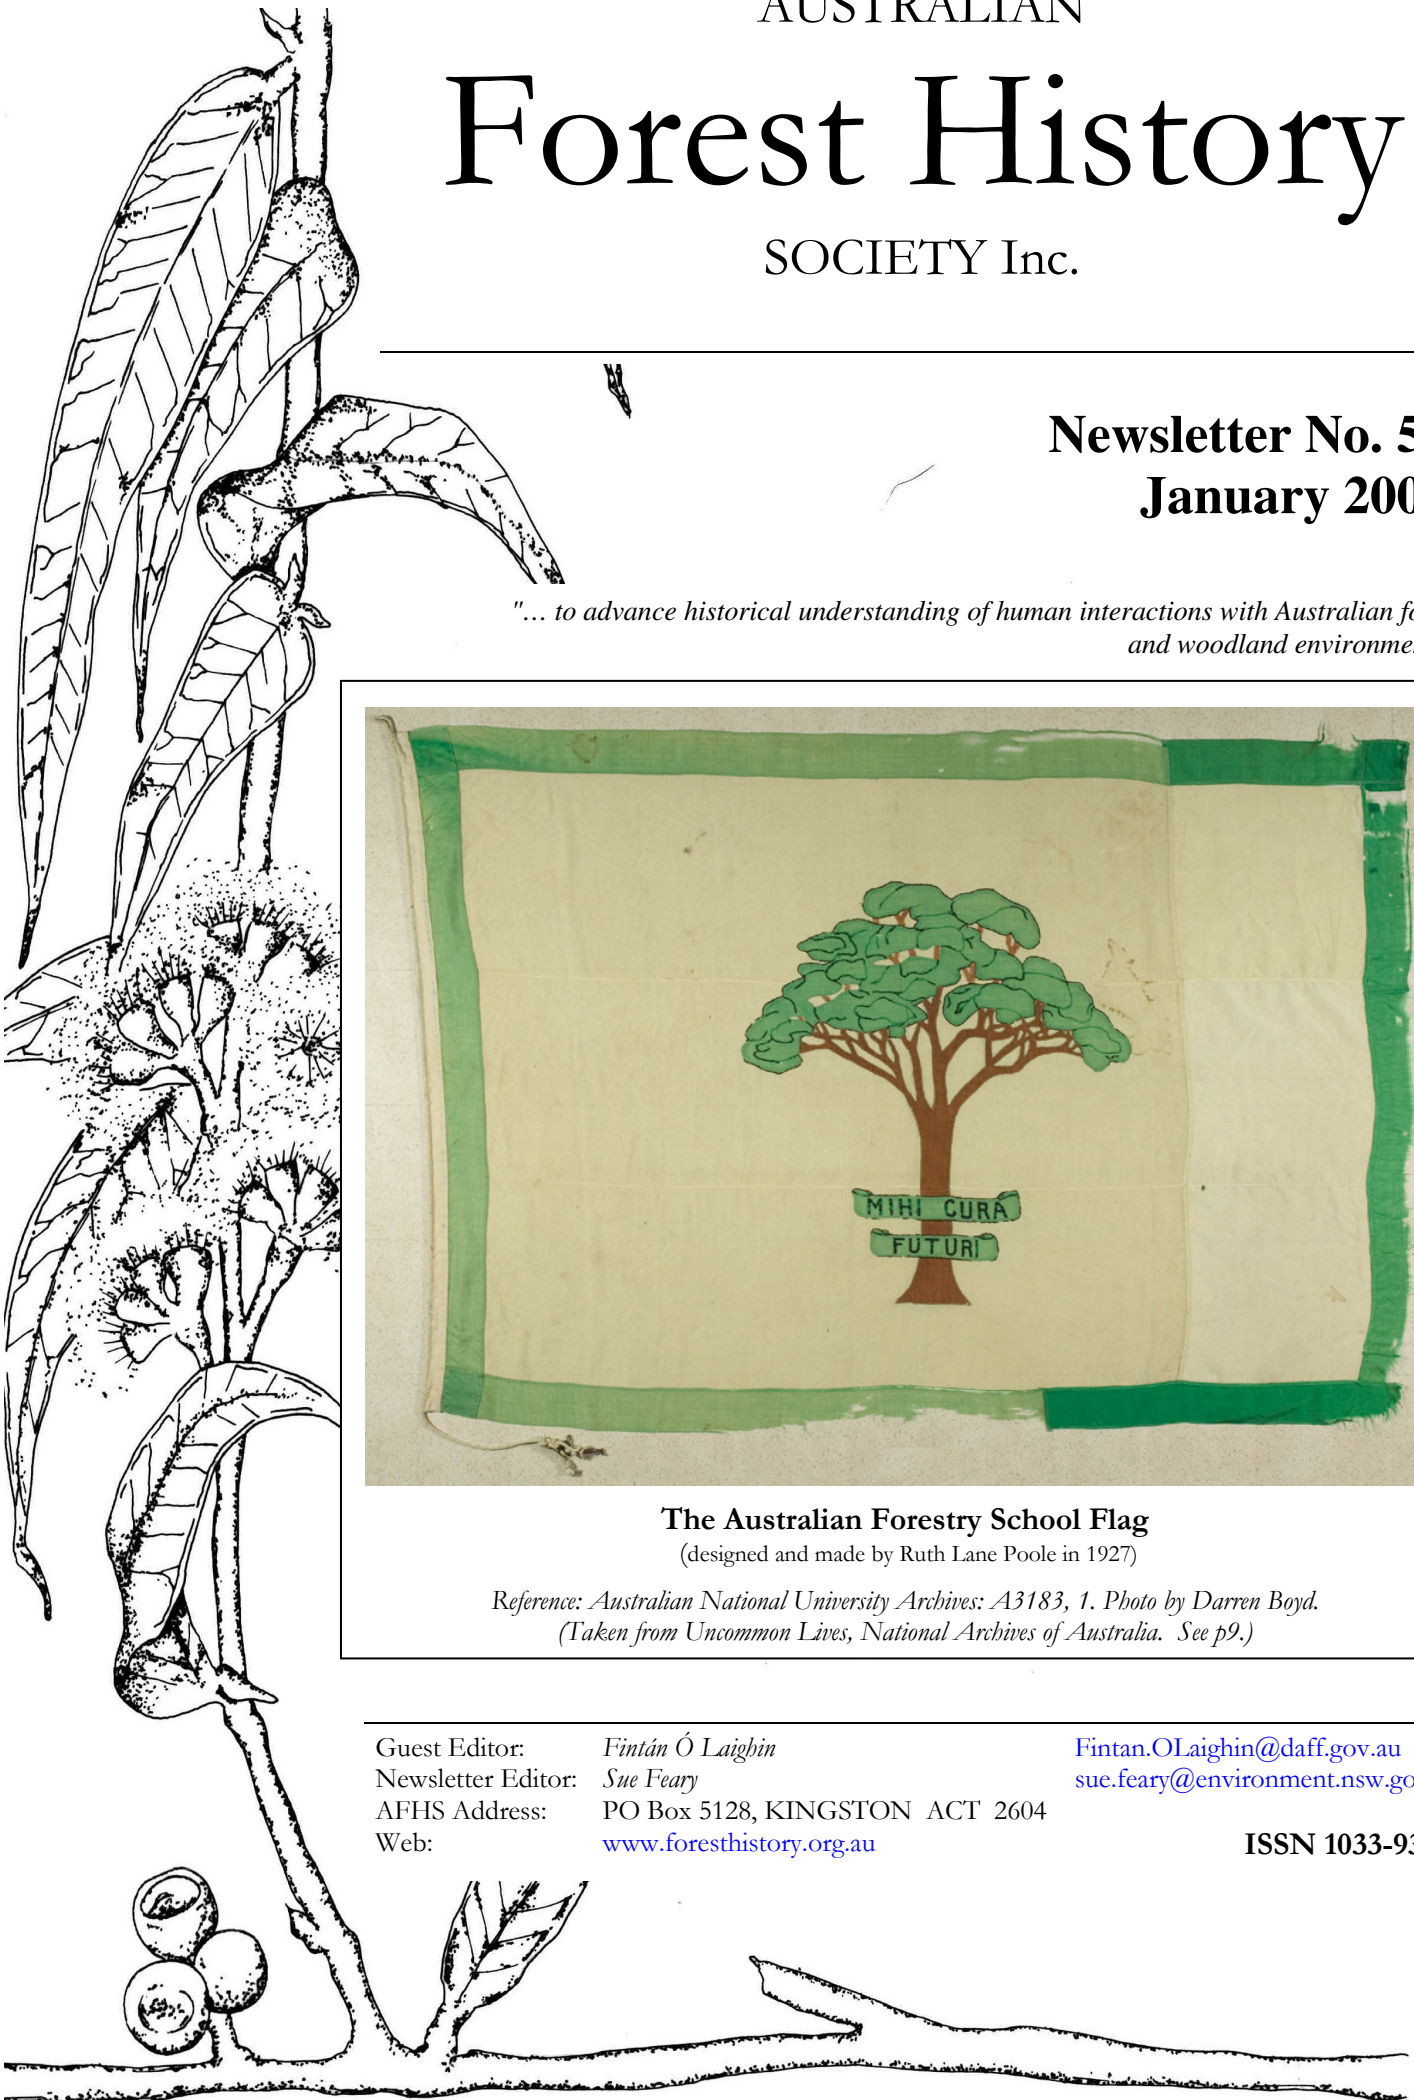 AUSTRALIAN
Forest History
SOCIETY Inc.
Newsletter No. 5
January 200
"… to advance historical understanding of human interactions with Australian fo
and woodland environme
MIHI CURA
FUTURI
The Australian Forestry School Flag
(designed and made by Ruth Lane Poole in 1927)
Reference: Australian National University Archives: A3183, 1. Photo by Darren Boyd.
(Taken from Uncommon Lives, National Archives of Australia. See p9.)
Guest Editor: Fintán Ó Laighin Fintan.OLaighin@daff.gov.au
Newsletter Editor: Sue Feary sue.feary@environment.nsw.go
AFHS Address: PO Box 5128, KINGSTON ACT 2604
Web: www.foresthistory.org.au ISSN 1033-93